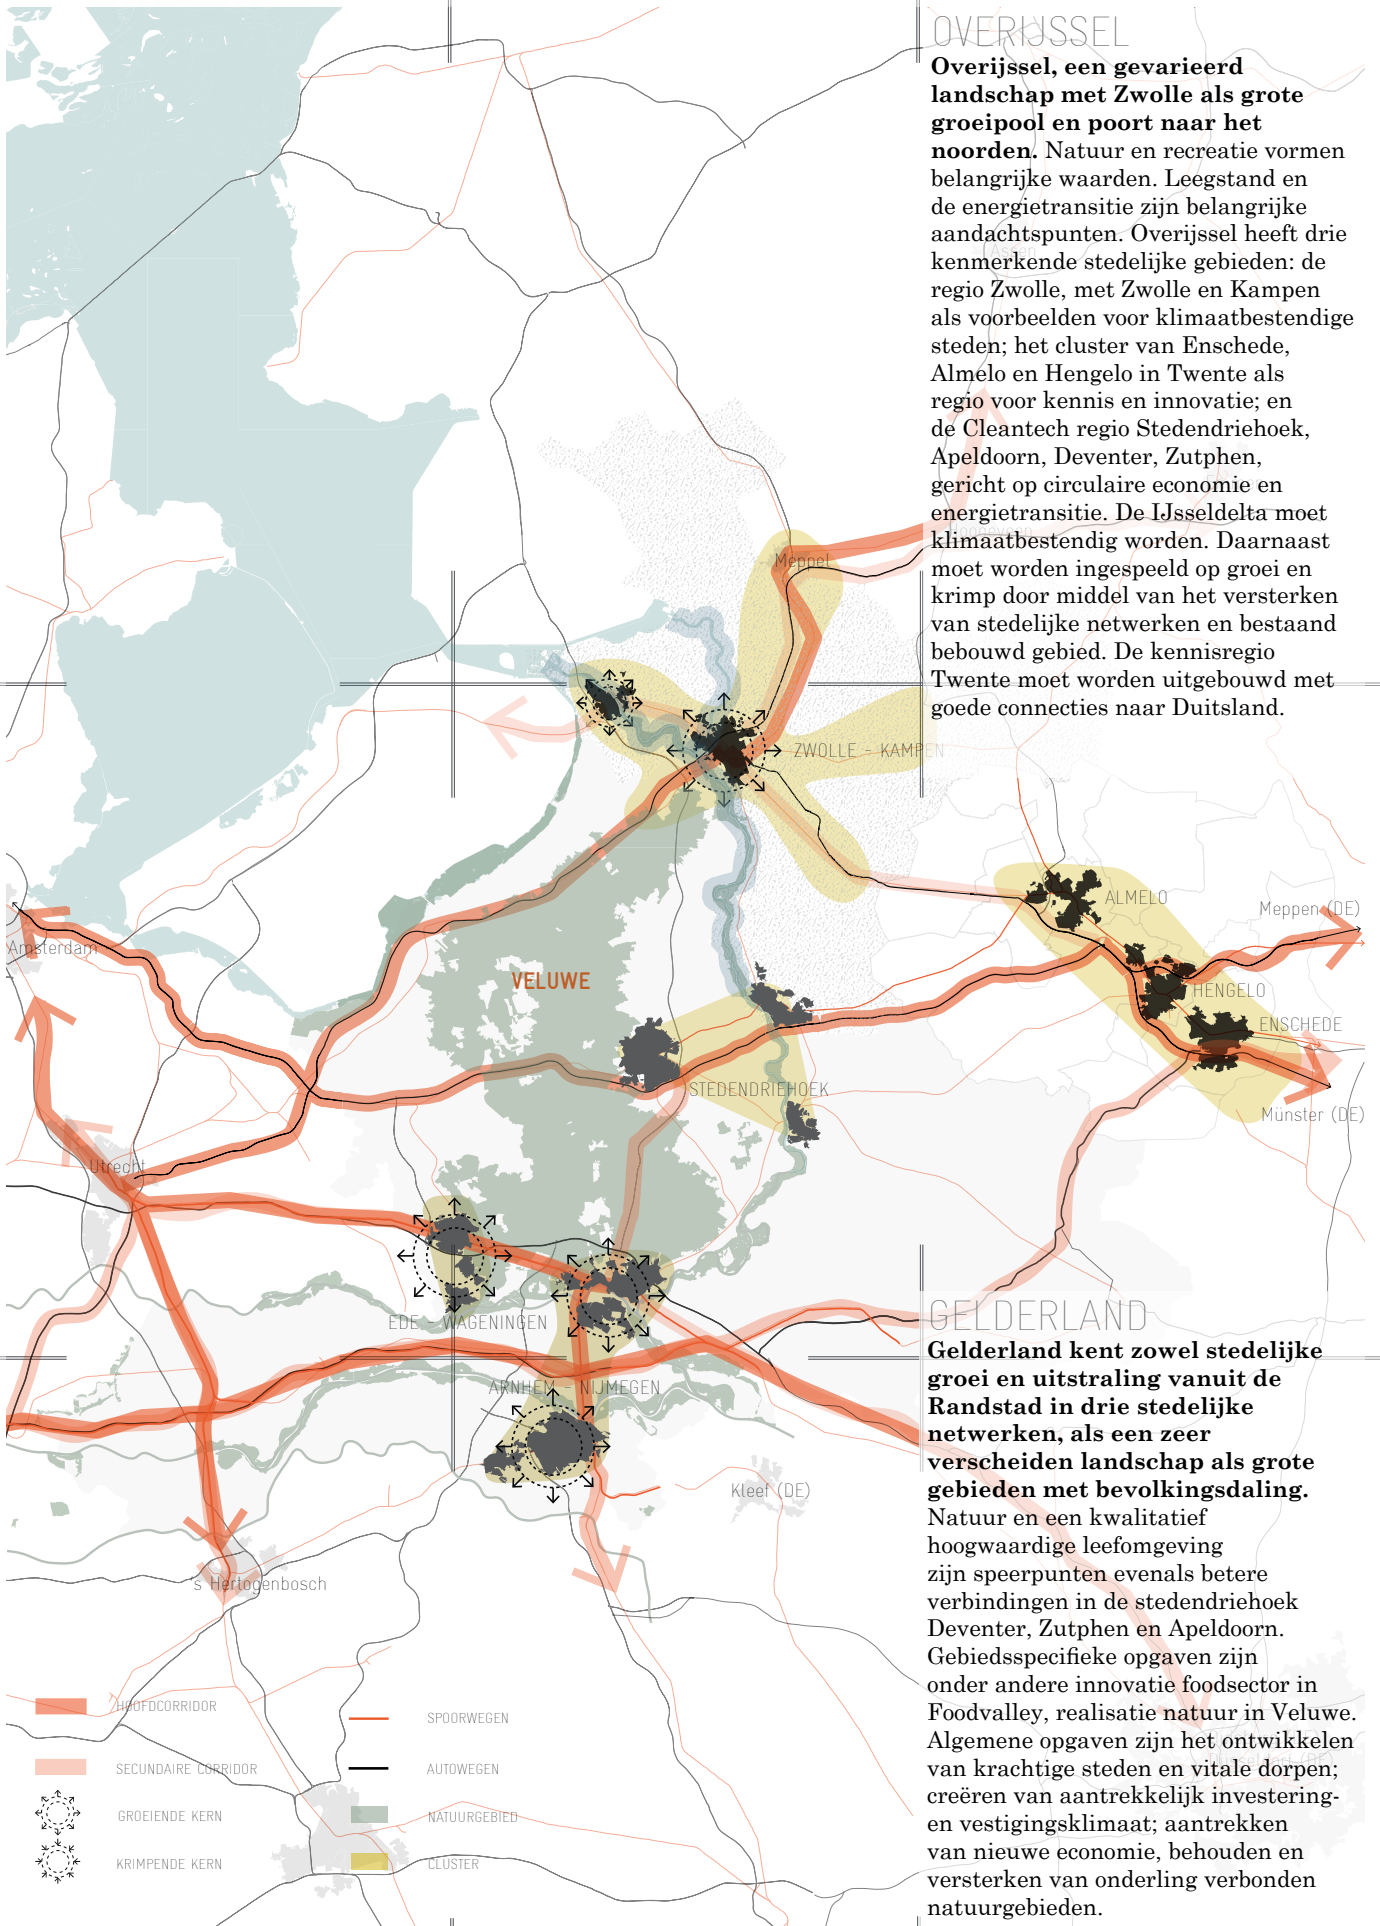 OVERIJSSEL
Overijssel, een gevarieerd
landschap met Zwolle als grote
groeipool en poort naar het
noorden. Natuur en recreatie vormen
belangrijke waarden. Leegstand en
de energietransitie zijn belangrijke
aandachtspunten. Overijssel heeft drie
kenmerkende stedelijke gebieden: de
regio Zwolle, met Zwolle en Kampen
als voorbeelden voor klimaatbestendige
steden; het cluster van Enschede,
Almelo en Hengelo in Twente als
regio voor kennis en innovatie; en
de Cleantech regio Stedendriehoek,
Apeldoorn, Deventer, Zutphen,
gericht op circulaire economie en
energietransitie. De IJsseldelta moet
klimaatbestendig worden. Daarnaast
moet worden ingespeeld op groei en
krimp door middel van het versterken
van stedelijke netwerken en bestaand
bebouwd gebied. De kennisregio
Twente moet worden uitgebouwd met
goede connecties naar Duitsland.
Assen
Hoogeveen
Meppel
ZWOLLE - KAMPEN
ALMELO
Meppen (DE)
Amsterdam
VELUWE
HENGELO
ENSCHEDE
STEDENDRIEHOEK
Münster (DE)
Utrecht
EDE - WAGENINGEN
ARNHEM - NIJMEGEN
Kleef (DE)
's Hertogenbosch
GELDERLAND
Gelderland kent zowel stedelijke
groei en uitstraling vanuit de
Randstad in drie stedelijke
netwerken, als een zeer
verscheiden landschap als grote
gebieden met bevolkingsdaling.
Natuur en een kwalitatief
hoogwaardige leefomgeving
zijn speerpunten evenals betere
verbindingen in de stedendriehoek
Deventer, Zutphen en Apeldoorn.
Gebiedsspecifieke opgaven zijn
onder andere innovatie foodsector in
Foodvalley, realisatie natuur in Veluwe.
Algemene opgaven zijn het ontwikkelen
van krachtige steden en vitale dorpen;
creëren van aantrekkelijk investering-
en vestigingsklimaat; aantrekken
van nieuwe economie, behouden en
versterken van onderling verbonden
natuurgebieden.
Düsseldorf (DE)
HOOFDCORRIDOR
SECUNDAIRE CORRIDOR
GROEIENDE KERN
KRIMPENDE KERN
SPOORWEGEN
AUTOWEGEN
NATUURGEBIED
CLUSTER